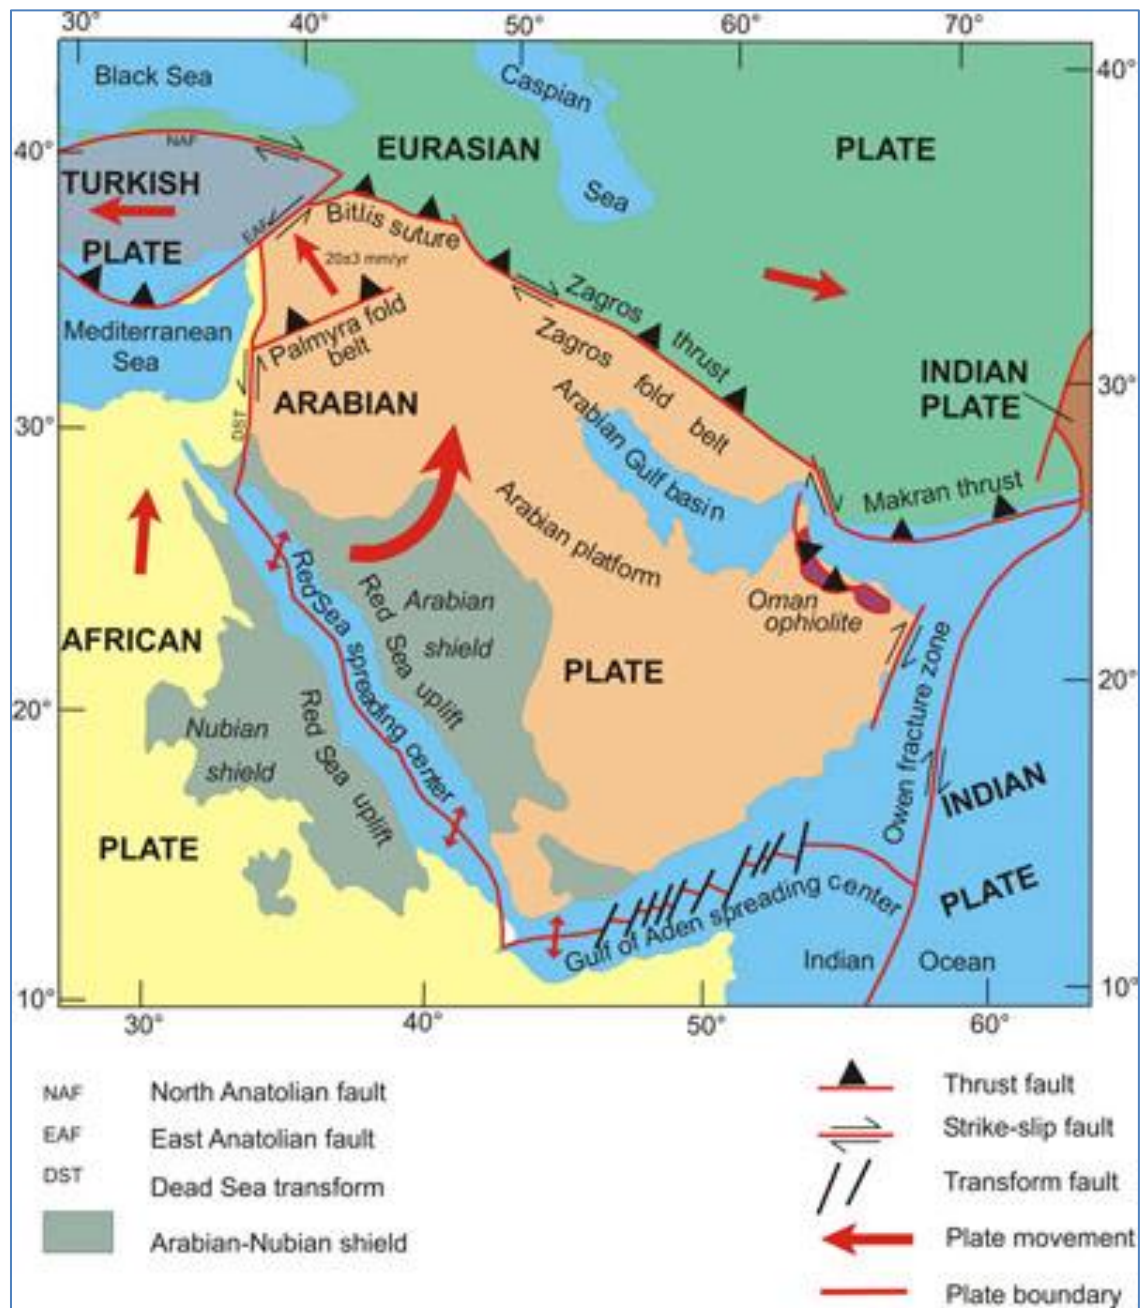 30° 40° 50° 60° 70°
Black Sea
Caspian
Sea
40°
40°
NAF
EURASIAN PLATE
TURKISH
PLATE
EAF
Bitlis suture
20±3 mm/yr
Zagros thrust
Mediterranean
Sea
Palmyra fold
belt
Zagros fold belt
30°
INDIAN
PLATE
ARABIAN
Arabian Gulf basin
30°
DST
Makran thrust
Arabian platform
Red Sea spreading center
Red Sea uplift
Arabian
shield
Oman
ophiolite
AFRICAN
PLATE
20°
20°
Owen fracture zone
Nubian
shield
Red Sea uplift
INDIAN
PLATE
PLATE
Gulf of Aden spreading center
Indian Ocean
10°
10°
30° 40° 50° 60°
NAF North Anatolian fault
EAF East Anatolian fault
DST Dead Sea transform
Arabian-Nubian shield
Thrust fault
Strike-slip fault
Transform fault
Plate movement
Plate boundary